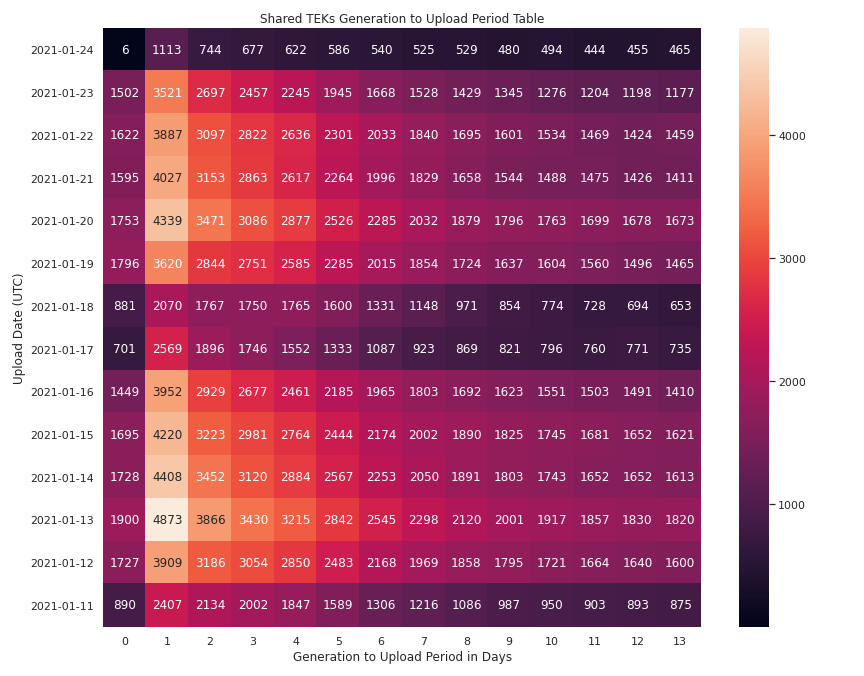 Shared TEKs Generation to Upload Period Table
Upload Date (UTC)
2021-01-24 6 1113 744 677 622 586 540 525 529 480 494 444 455 465
2021-01-23 1502 3521 2697 2457 2245 1945 1668 1528 1429 1345 1276 1204 1198 1177
2021-01-22 1622 3887 3097 2822 2636 2301 2033 1840 1695 1601 1534 1469 1424 1459
2021-01-21 1595 4027 3153 2863 2617 2264 1996 1829 1658 1544 1488 1475 1426 1411
2021-01-20 1753 4339 3471 3086 2877 2526 2285 2032 1879 1796 1763 1699 1678 1673
2021-01-19 1796 3620 2844 2751 2585 2285 2015 1854 1724 1637 1604 1560 1496 1465
2021-01-18 881 2070 1767 1750 1765 1600 1331 1148 971 854 774 728 694 653
2021-01-17 701 2569 1896 1746 1552 1333 1087 923 869 821 796 760 771 735
2021-01-16 1449 3952 2929 2677 2461 2185 1965 1803 1692 1623 1551 1503 1491 1410
2021-01-15 1695 4220 3223 2981 2764 2444 2174 2002 1890 1825 1745 1681 1652 1621
2021-01-14 1728 4408 3452 3120 2884 2567 2253 2050 1891 1803 1743 1652 1652 1613
2021-01-13 1900 4873 3866 3430 3215 2842 2545 2298 2120 2001 1917 1857 1830 1820
2021-01-12 1727 3909 3186 3054 2850 2483 2168 1969 1858 1795 1721 1664 1640 1600
2021-01-11 890 2407 2134 2002 1847 1589 1306 1216 1086 987 950 903 893 875
0 1 2 3 4 5 6 7 8 9 10 11 12 13
Generation to Upload Period in Days
4000
3000
2000
1000